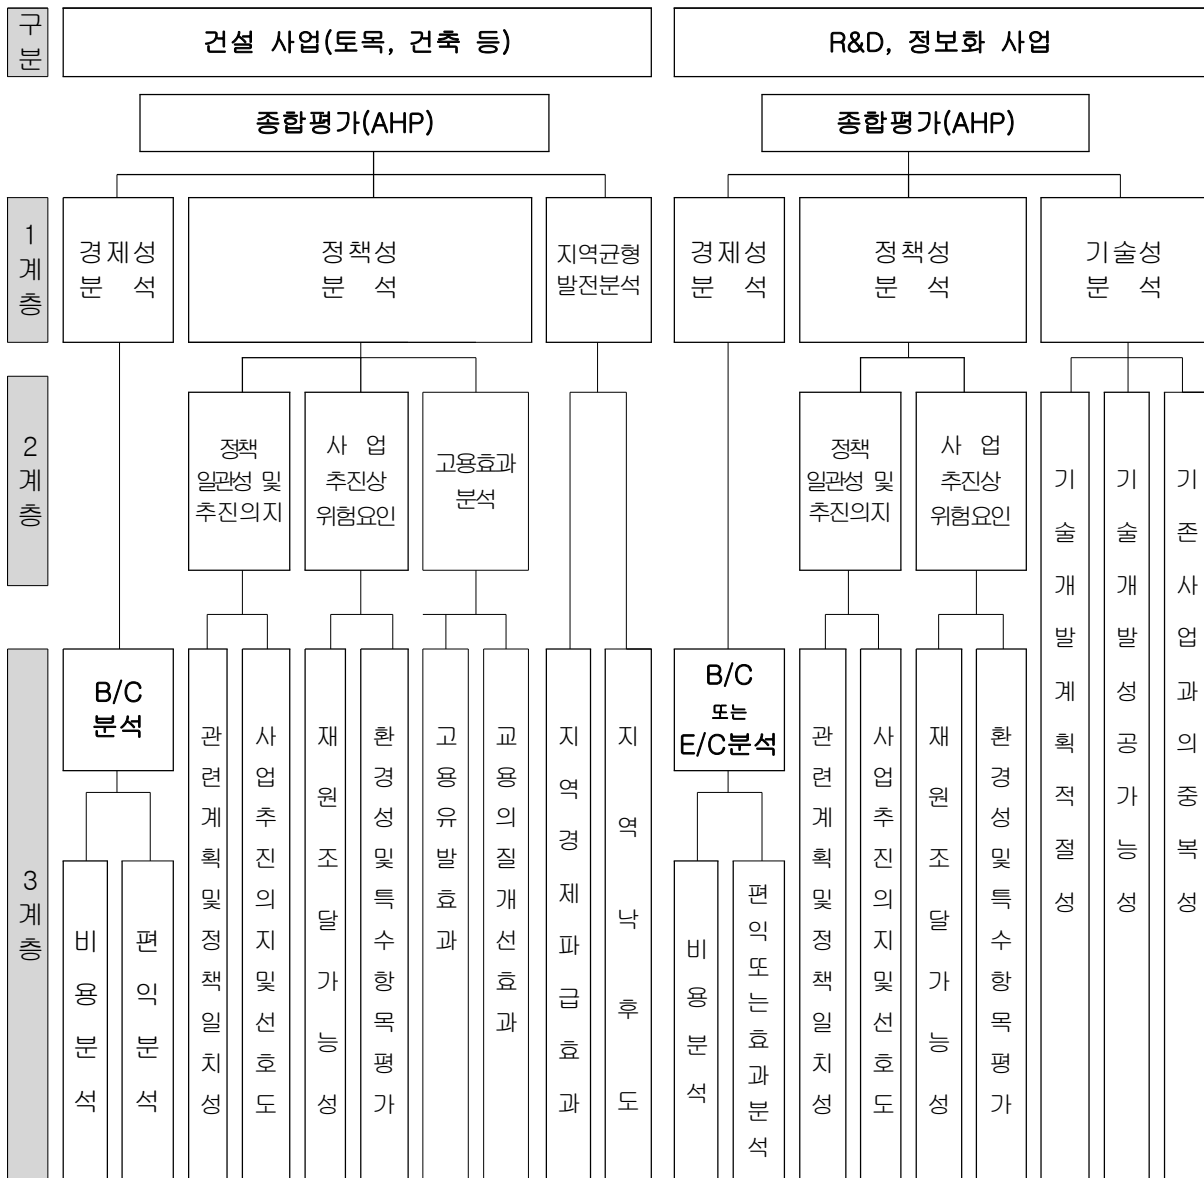 구
분
건설 사업(토목, 건축 등)
R&D, 정보화 사업
종합평가(AHP)
종합평가(AHP)
1
계
층
경제성
분 석
정책성
분 석
지역균형
발전분석
경제성
분 석
정책성
분 석
기술성
분 석
2
계
층
정책
일관성 및
추진의지
사 업
추진상
위험요인
고용효과
분석
정책
일관성 및
추진의지
사 업
추진상
위험요인
기술개발계획적절성
기술개발성공가능성
기존사업과의중복성
3
계
층
B/C
분석
비용분석
편익분석
관련계획및정책일치성
사업추진의지및선호도
재원조달가능성
환경성및특수항목평가
고용유발효과
교용의질개선효과
지역경제파급효과
지역낙후도
B/C
또는
E/C분석
비용분석
편익또는효과분석
관련계획및정책일치성
사업추진의지및선호도
재원조달가능성
환경성및특수항목평가